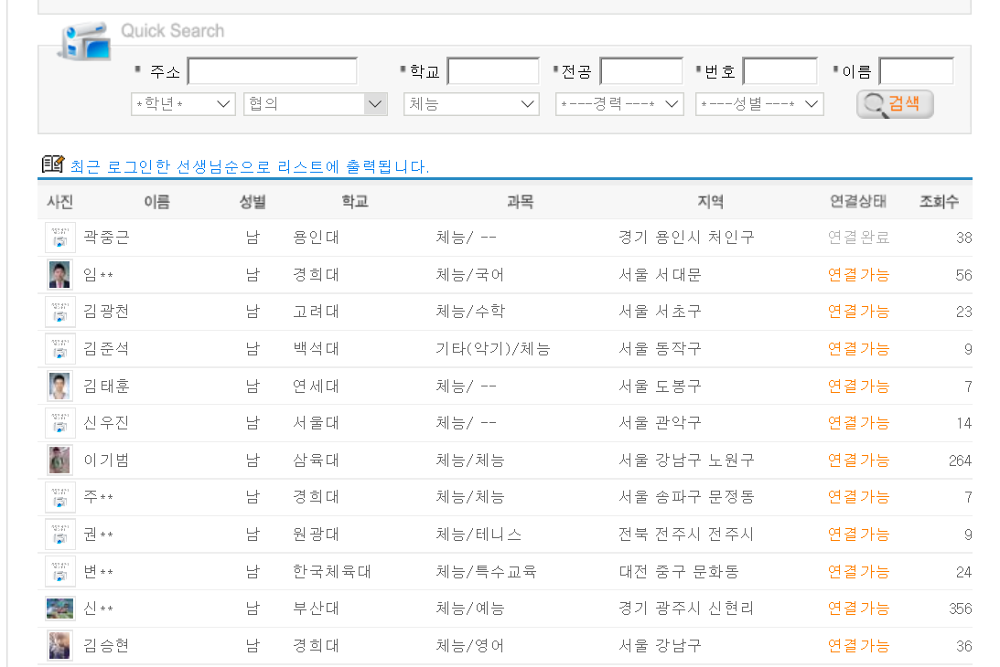 Quick Search
주소 학교 전공 번호 이름
*학년* 협의 체능 *---경력---* *---성별---* 검색
최근 로그인한 선생님순으로 리스트에 출력됩니다.
사진 이름 성별 학교 과목 지역 연결상태 조회수
곽중근 남 용인대 체능/ -- 경기 용인시 처인구 연결완료 38
임** 남 경희대 체능/국어 서울 서대문 연결가능 56
김광천 남 고려대 체능/수학 서울 서초구 연결가능 23
김준석 남 백석대 기타(악기)/체능 서울 동작구 연결가능 9
김태훈 남 연세대 체능/ -- 서울 도봉구 연결가능 7
신우진 남 서울대 체능/ -- 서울 관악구 연결가능 14
이기범 남 삼육대 체능/체능 서울 강남구 노원구 연결가능 264
주** 남 경희대 체능/체능 서울 송파구 문정동 연결가능 7
권** 남 원광대 체능/테니스 전북 전주시 전주시 연결가능 9
변** 남 한국체육대 체능/특수교육 대전 중구 문화동 연결가능 24
신** 남 부산대 체능/예능 경기 광주시 신현리 연결가능 356
김승현 남 경희대 체능/영어 서울 강남구 연결가능 36